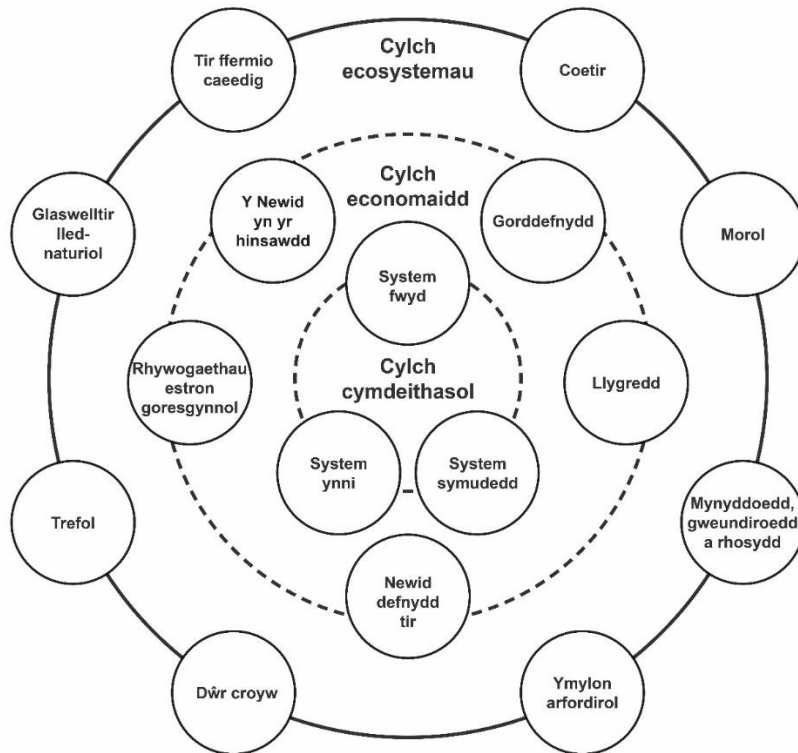 Cylch
ecosystemau
Tir ffermio
caeedig
Coetir
Glaswelltir
lled-
naturiol
Y Newid
yn yr
hinsawdd
Cylch
economaidd
Gorddefnydd
Morol
System
fwyd
Rhywogaethau
estron
goresgynnol
Cylch
cymdeithasol
Llygredd
System
ynni
System
symudedd
Trefol
Mynyddoedd,
gweundiroedd
a rhosydd
Newid
defnydd
tir
Dŵr croyw
Ymylon
arfordirol